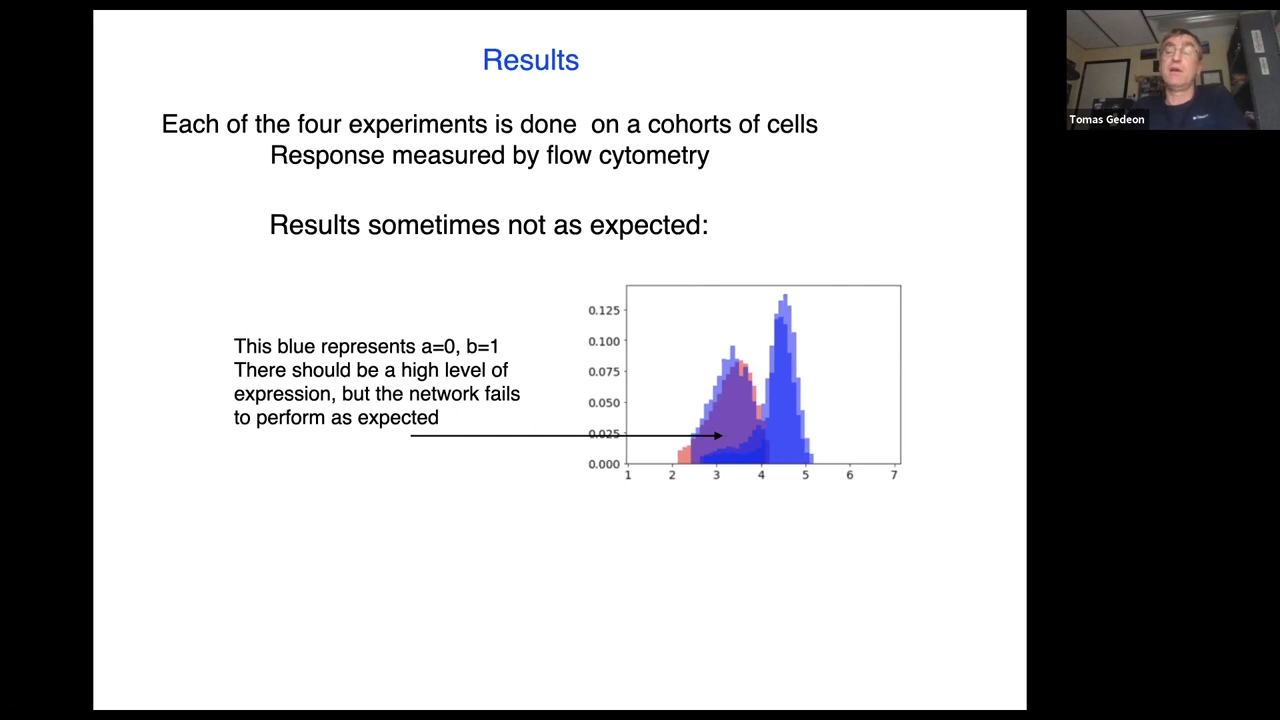 Results
Each of the four experiments is done on a cohorts of cells
Response measured by flow cytometry
Results sometimes not as expected:
This blue represents a=0, b=1
There should be a high level of
expression, but the network fails
to perform as expected
0.125
0.100
0.075
0.050
0.025
0.000
1 2 3 4 5 6 7
Tomas Gedeon